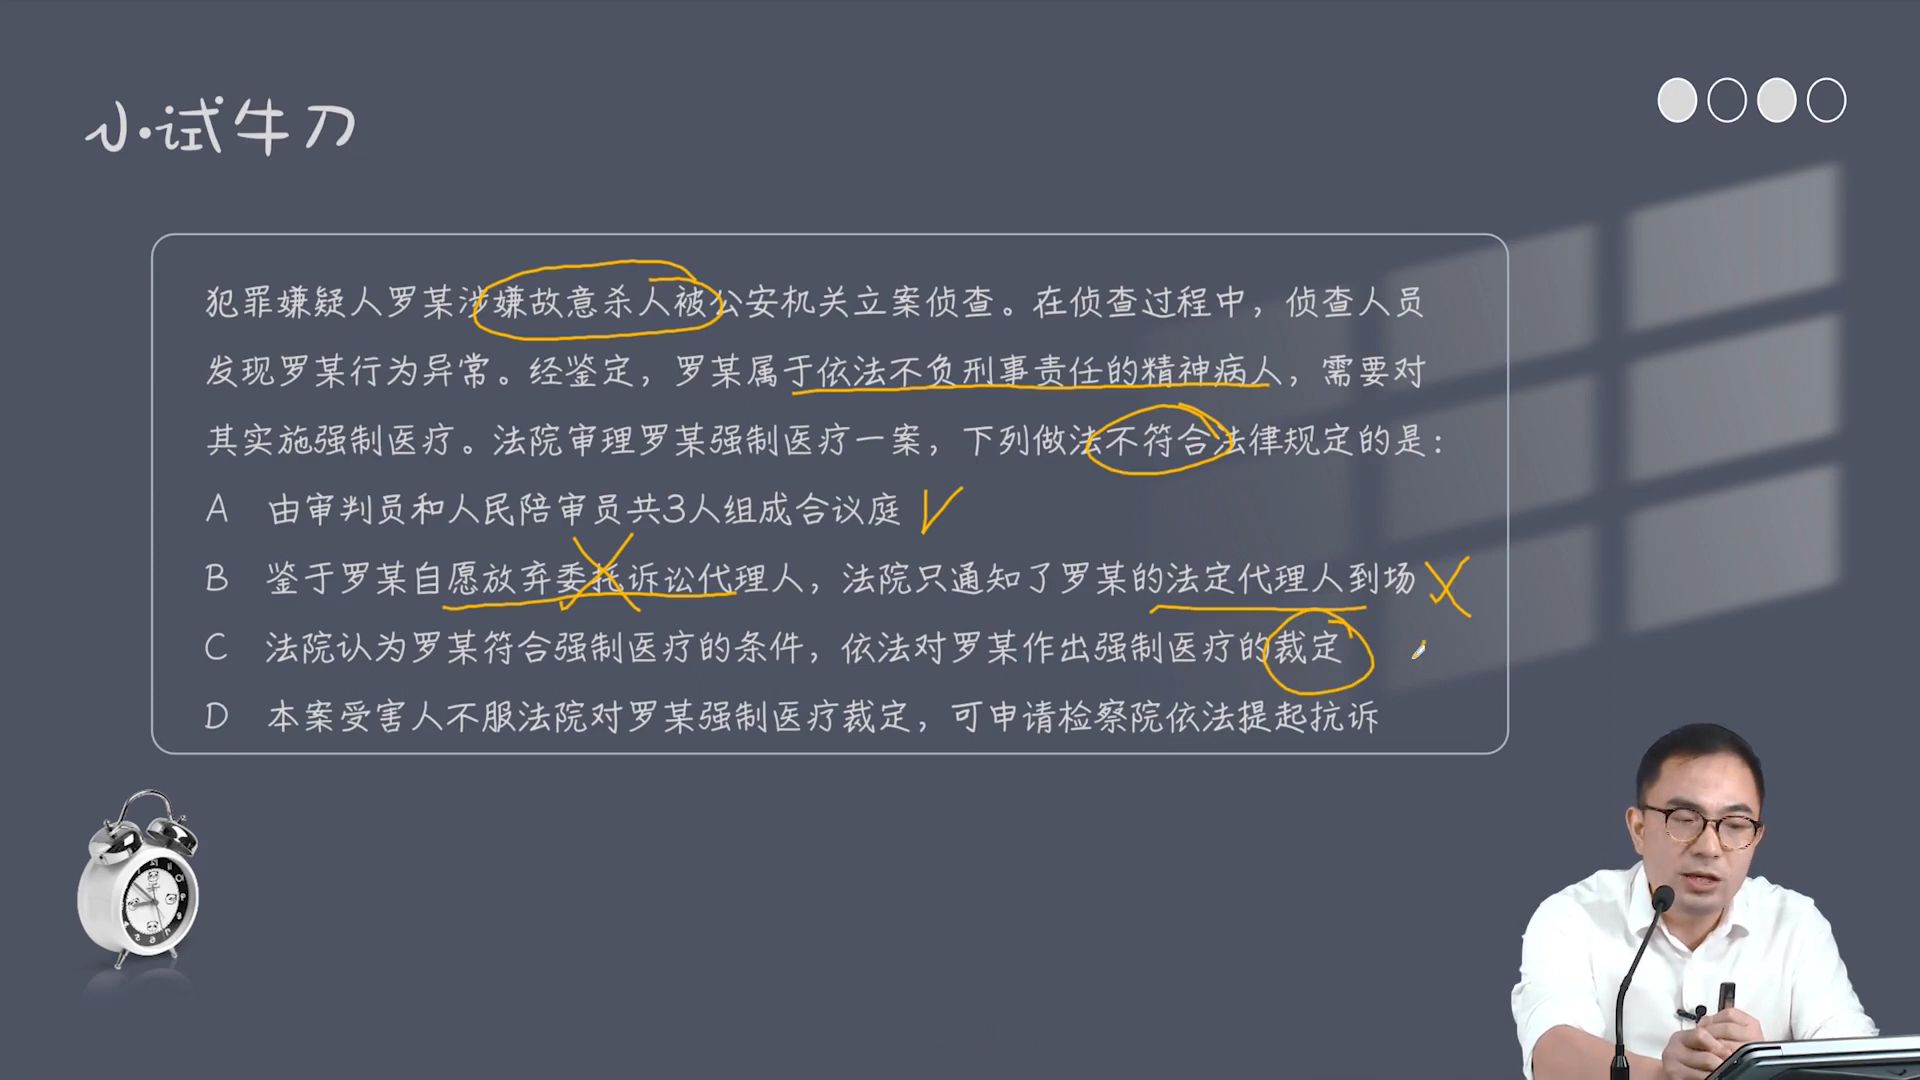 小试牛刀
犯罪嫌疑人罗某涉嫌故意杀人被公安机关立案侦查。在侦查过程中，侦查人员
发现罗某行为异常。经鉴定，罗某属于依法不负刑事责任的精神病人，需要对
其实施强制医疗。法院审理罗某强制医疗一案，下列做法不符合法律规定的是：
A 由审判员和人民陪审员共3人组成合议庭
B 鉴于罗某自愿放弃委托诉讼代理人，法院只通知了罗某的法定代理人到场
C 法院认为罗某符合强制医疗的条件，依法对罗某作出强制医疗的裁定
D 本案受害人不服法院对罗某强制医疗裁定，可申请检察院依法提起抗诉